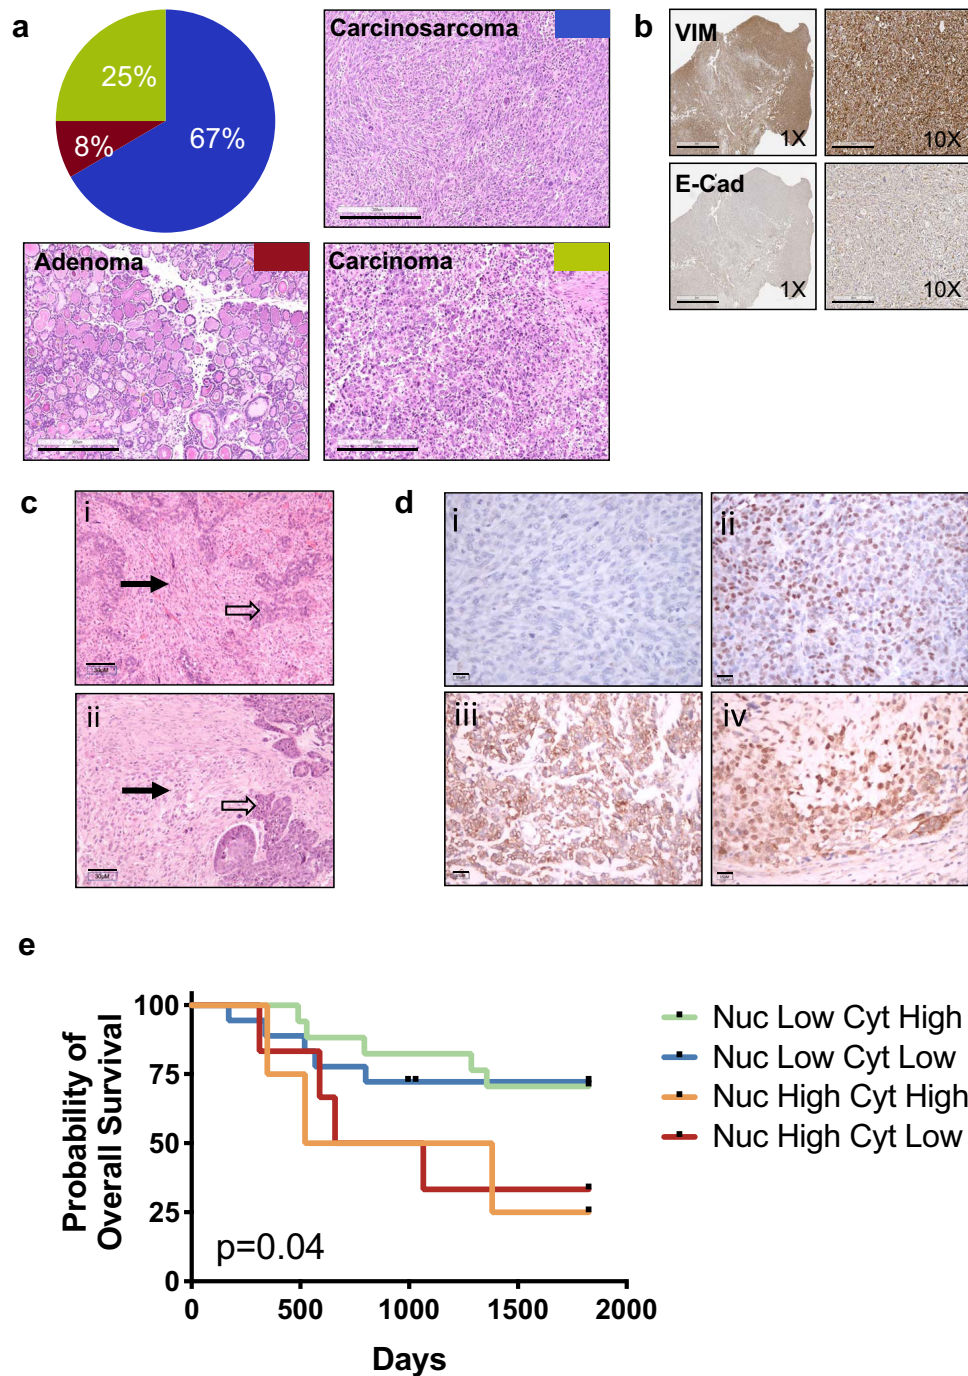 a
25%
8%
67%
Carcinosarcoma
Adenoma
Carcinoma
b
VIM
1X
10X
E-Cad
1X
10X
c
i
ii
d
i
ii
iii
iv
e
Probability of
Overall Survival
100
75
50
25
0
p=0.04
0
500
1000
1500
2000
Days
Nuc Low Cyt High
Nuc Low Cyt Low
Nuc High Cyt High
Nuc High Cyt Low